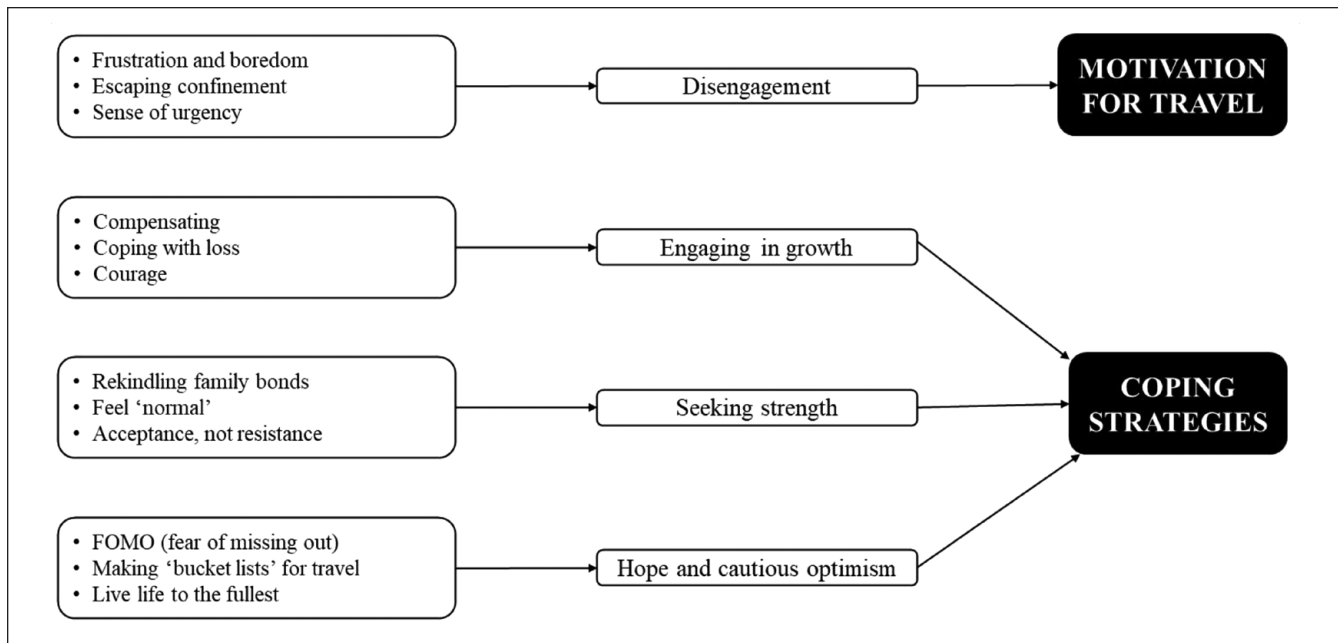 • Frustration and boredom
• Escaping confinement
• Sense of urgency
Disengagement
MOTIVATION
FOR TRAVEL
• Compensating
• Coping with loss
• Courage
Engaging in growth
• Rekindling family bonds
• Feel ‘normal’
• Acceptance, not resistance
Seeking strength
COPING
STRATEGIES
• FOMO (fear of missing out)
• Making ‘bucket lists’ for travel
• Live life to the fullest
Hope and cautious optimism